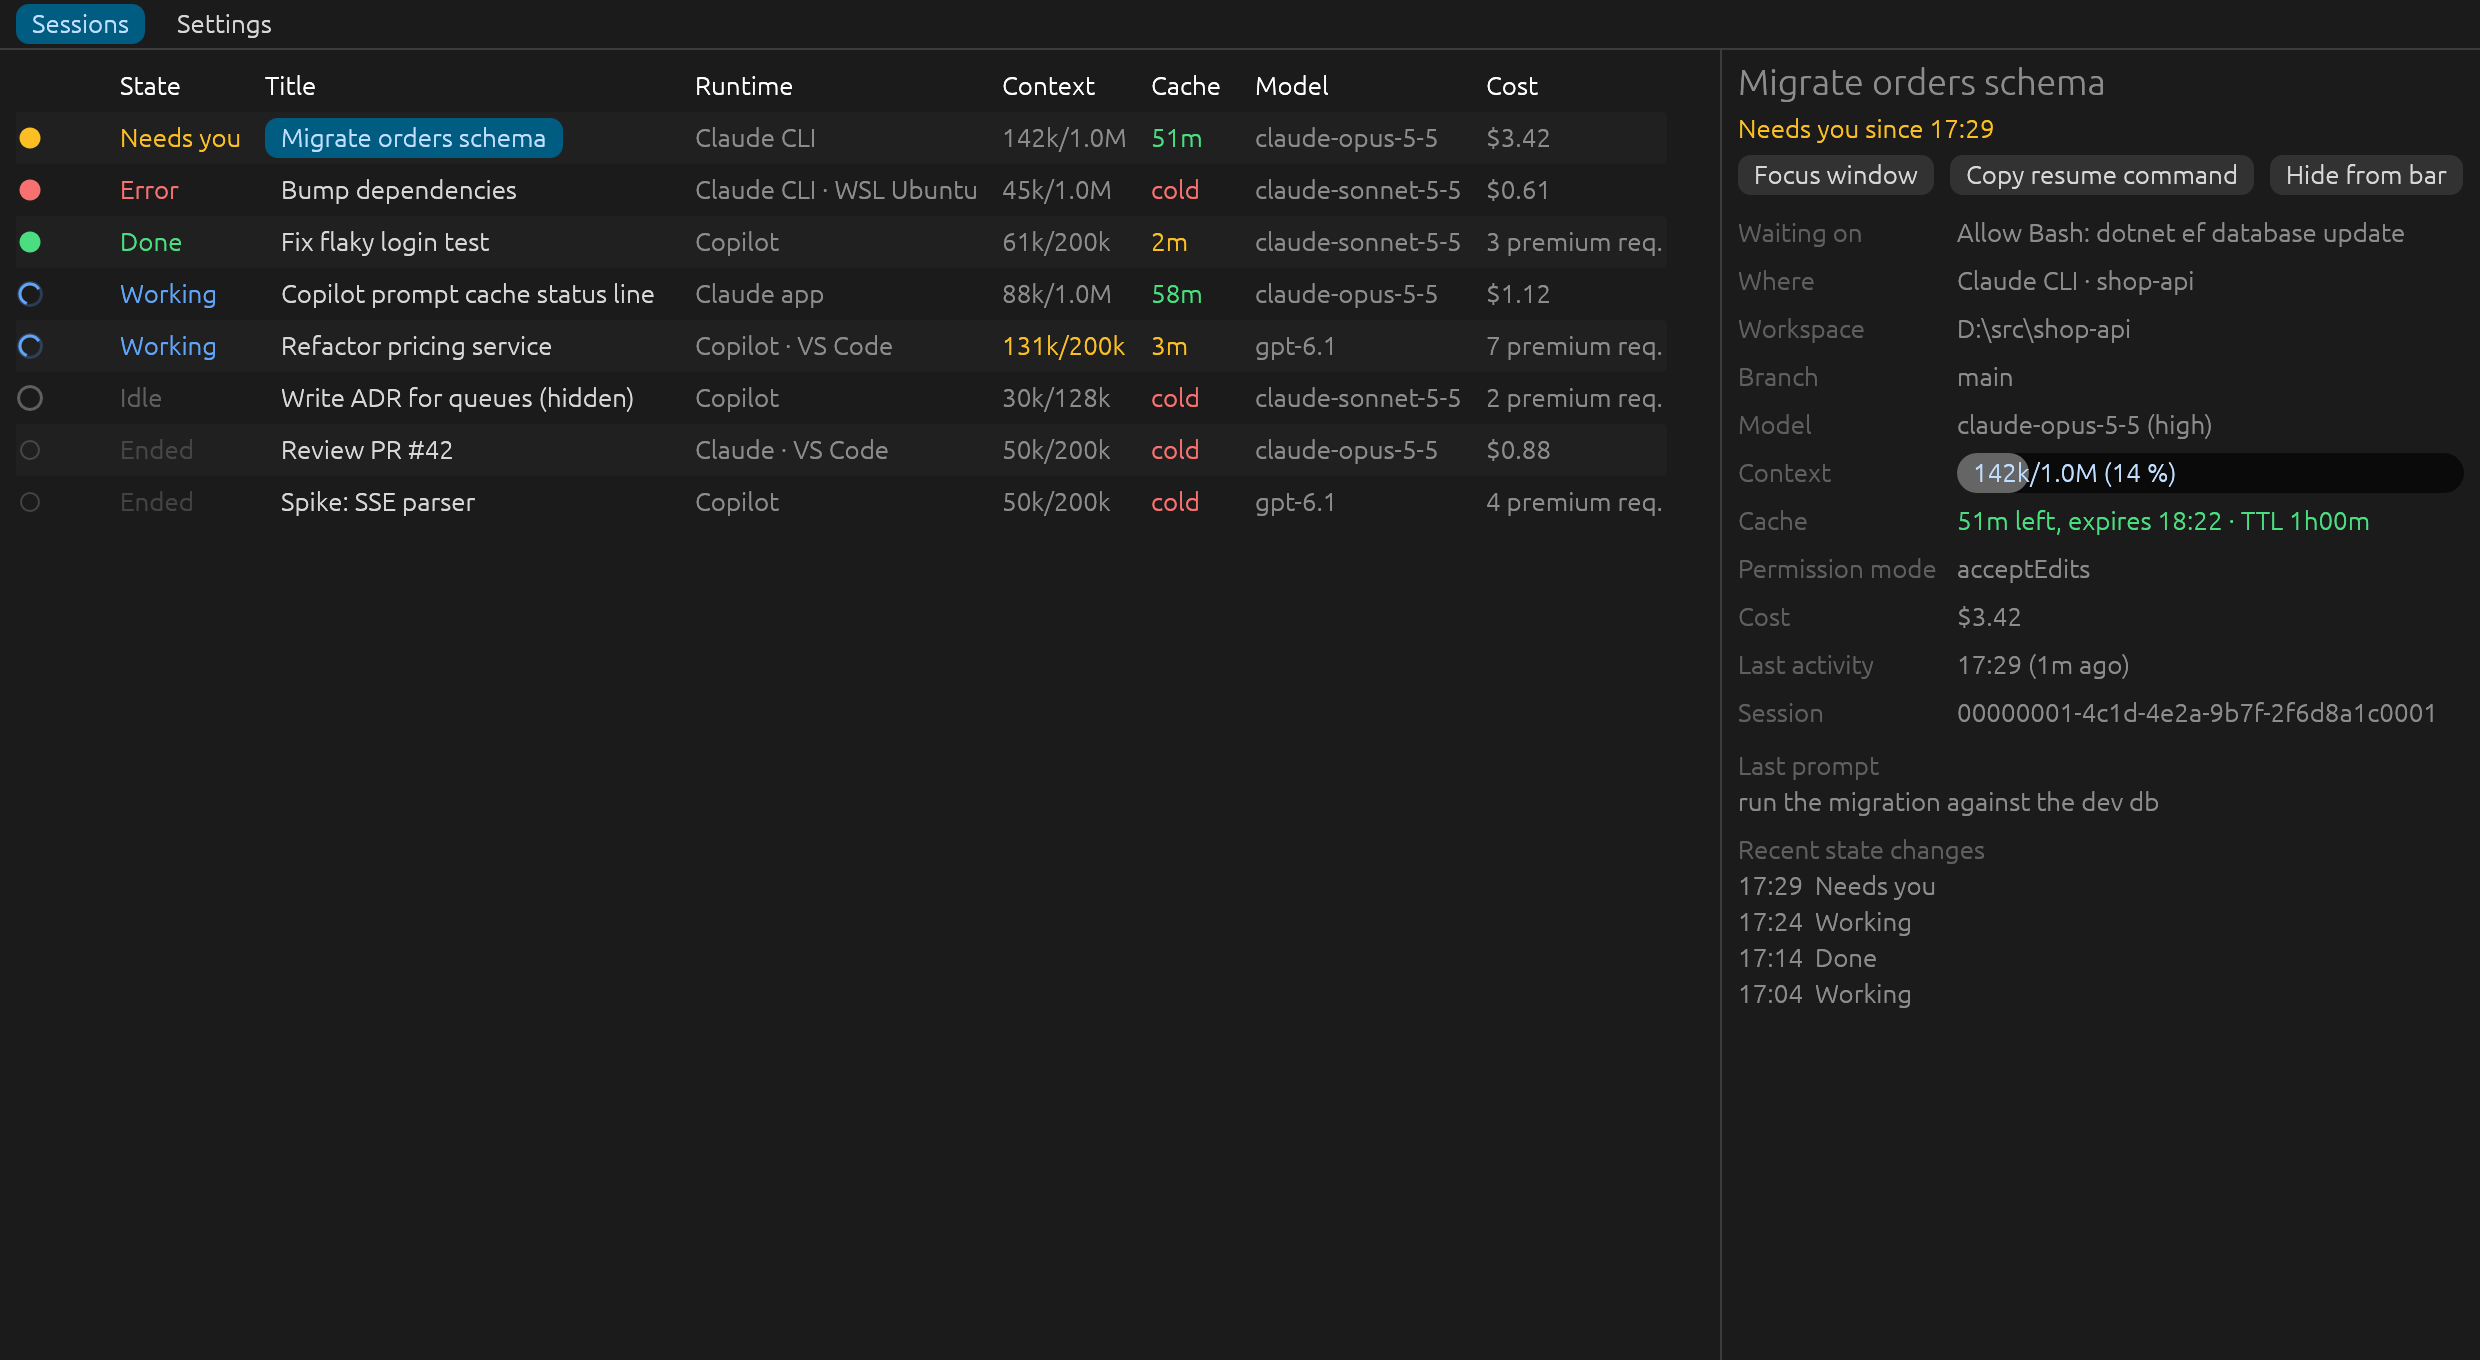 Sessions Settings
State Title Runtime Context Cache Model Cost
Needs you Migrate orders schema Claude CLI 142k/1.0M 51m claude-opus-5-5 $3.42
Error Bump dependencies Claude CLI · WSL Ubuntu 45k/1.0M cold claude-sonnet-5-5 $0.61
Done Fix flaky login test Copilot 61k/200k 2m claude-sonnet-5-5 3 premium req.
Working Copilot prompt cache status line Claude app 88k/1.0M 58m claude-opus-5-5 $1.12
Working Refactor pricing service Copilot · VS Code 131k/200k 3m gpt-6.1 7 premium req.
Idle Write ADR for queues (hidden) Copilot 30k/128k cold claude-sonnet-5-5 2 premium req.
Ended Review PR #42 Claude · VS Code 50k/200k cold claude-opus-5-5 $0.88
Ended Spike: SSE parser Copilot 50k/200k cold gpt-6.1 4 premium req.
Migrate orders schema
Needs you since 17:29
Focus window Copy resume command Hide from bar
Waiting on Allow Bash: dotnet ef database update
Where Claude CLI · shop-api
Workspace D:\src\shop-api
Branch main
Model claude-opus-5-5 (high)
Context 142k/1.0M (14 %)
Cache 51m left, expires 18:22 · TTL 1h00m
Permission mode acceptEdits
Cost $3.42
Last activity 17:29 (1m ago)
Session 00000001-4c1d-4e2a-9b7f-2f6d8a1c0001
Last prompt
run the migration against the dev db
Recent state changes
17:29 Needs you
17:24 Working
17:14 Done
17:04 Working